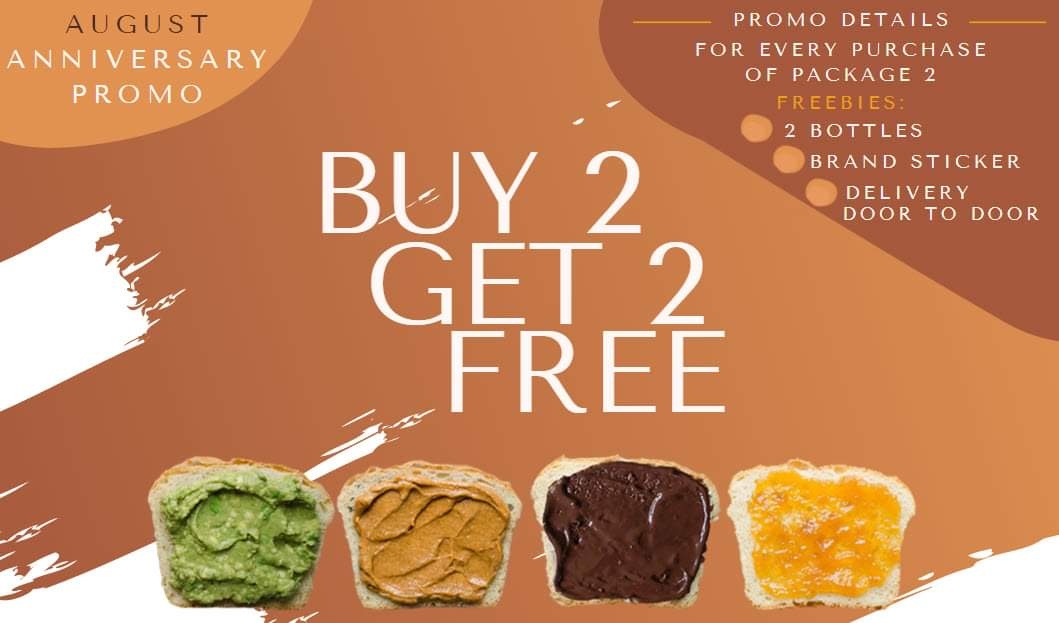 AUGUST
ANNIVERSARY
PROMO
PROMO DETAILS
FOR EVERY PURCHASE
OF PACKAGE 2
FREEBIES:
2 BOTTLES
BRAND STICKER
DELIVERY
DOOR TO DOOR
BUY 2
GET 2
FREE